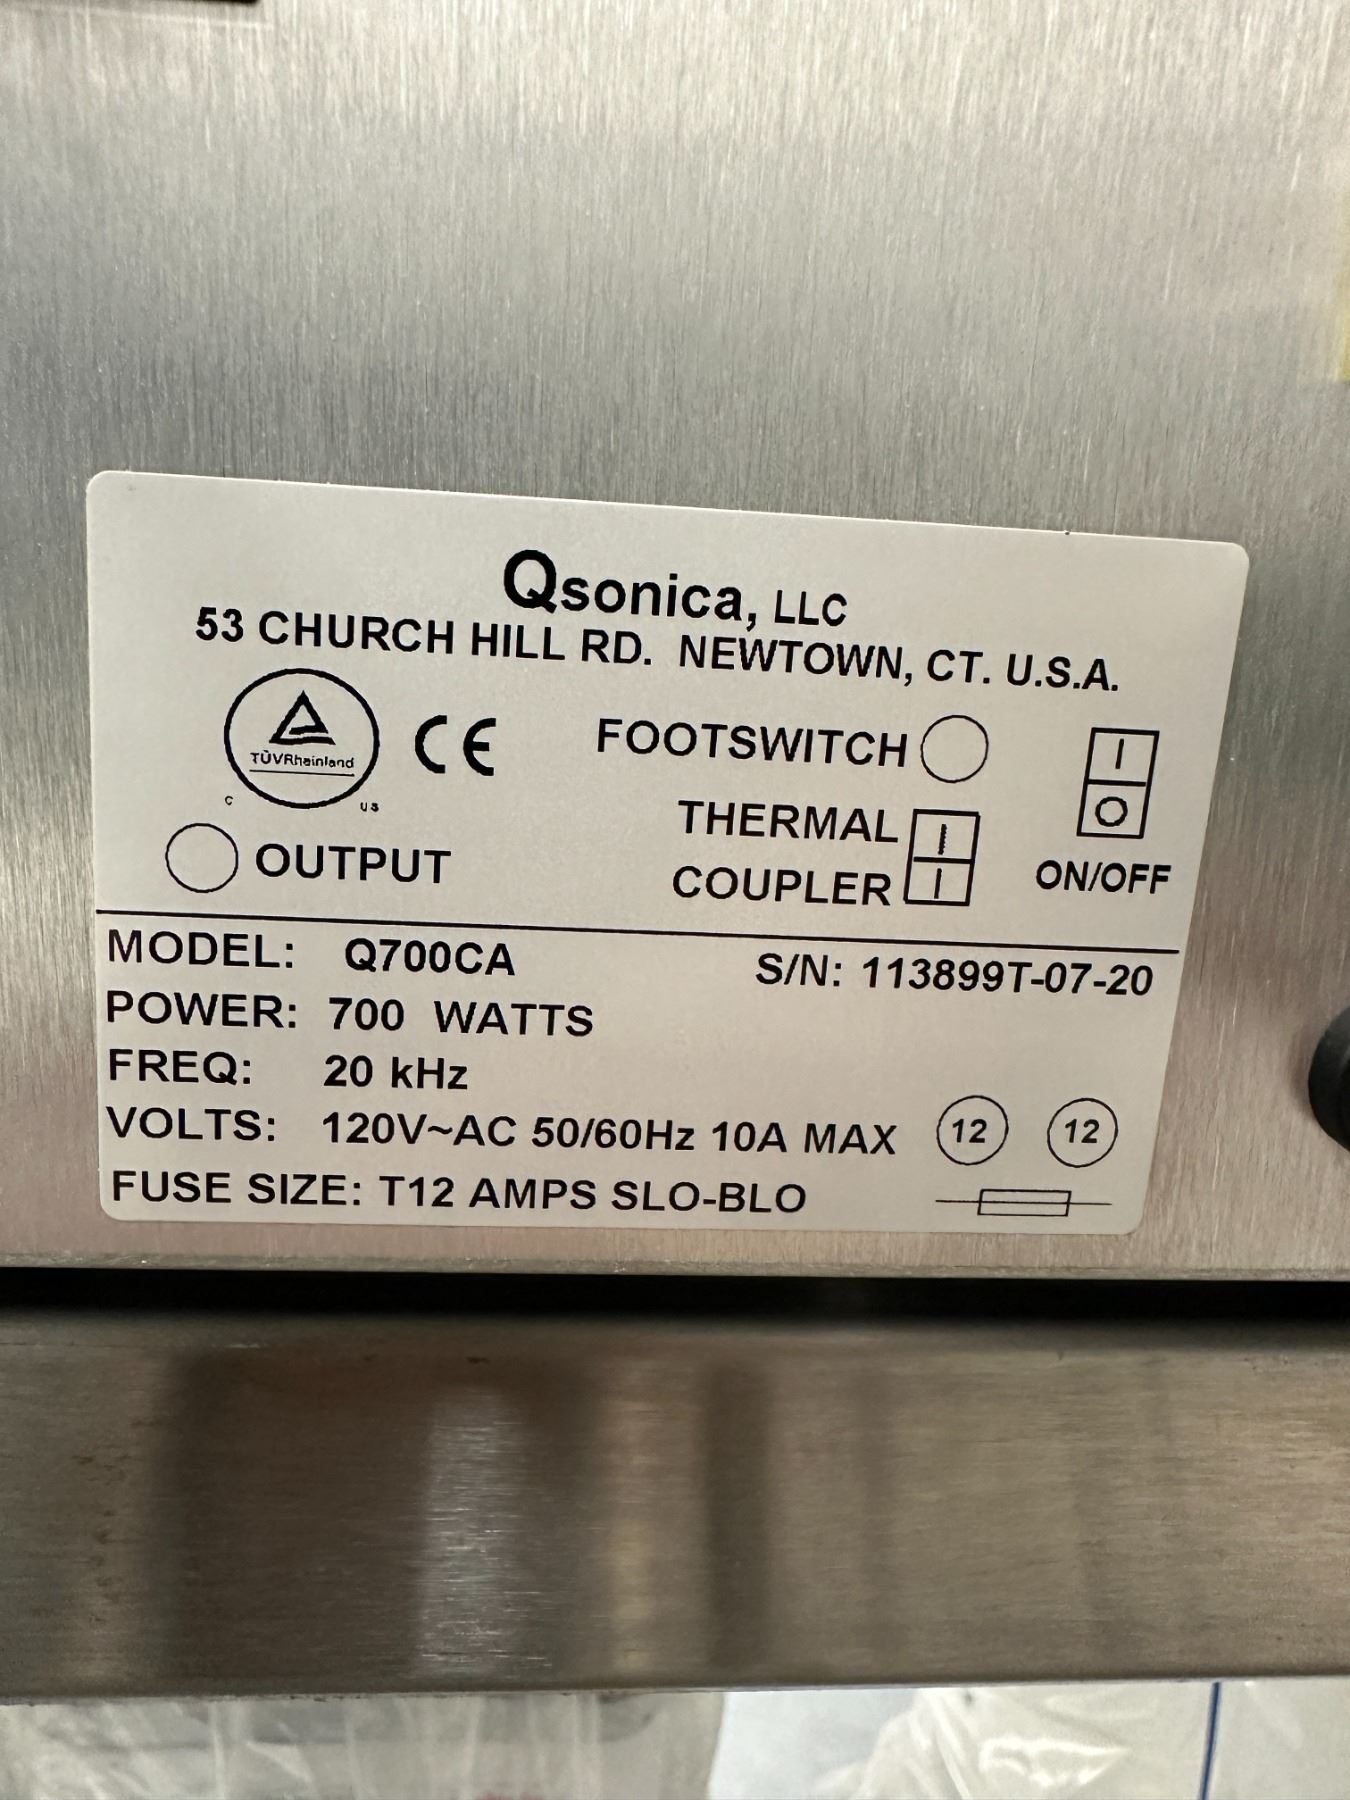 Qsonica, LLC
53 CHURCH HILL RD. NEWTOWN, CT. U.S.A.
TÜVRheinland
C US
CE
FOOTSWITCH
I
O
ON/OFF
THERMAL
COUPLER
OUTPUT
MODEL: Q700CA
S/N: 113899T-07-20
POWER: 700 WATTS
FREQ: 20 kHz
VOLTS: 120V~AC 50/60Hz 10A MAX
12 12
FUSE SIZE: T12 AMPS SLO-BLO